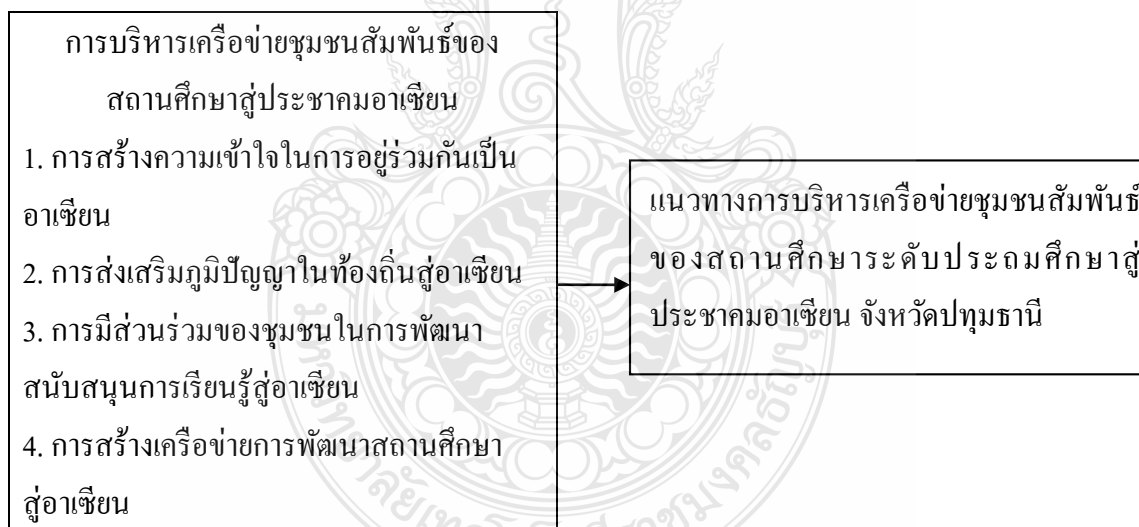 การบริหารเครือข่ายชุมชนสัมพันธ์ของ
สถานศึกษาสู่ประชาคมอาเซียน
1. การสร้างความเข้าใจในการอยู่ร่วมกันเป็น
อาเซียน
2. การส่งเสริมภูมิปัญญาในท้องถิ่นสู่อาเซียน
3. การมีส่วนร่วมของชุมชนในการพัฒนา
สนับสนุนการเรียนรู้สู่อาเซียน
4. การสร้างเครือข่ายการพัฒนาสถานศึกษา
สู่อาเซียน
แนวทางการบริหารเครือข่ายชุมชนสัมพันธ์
ของสถานศึกษาระดับประถมศึกษาสู่
ประชาคมอาเซียน จังหวัดปทุมธานี